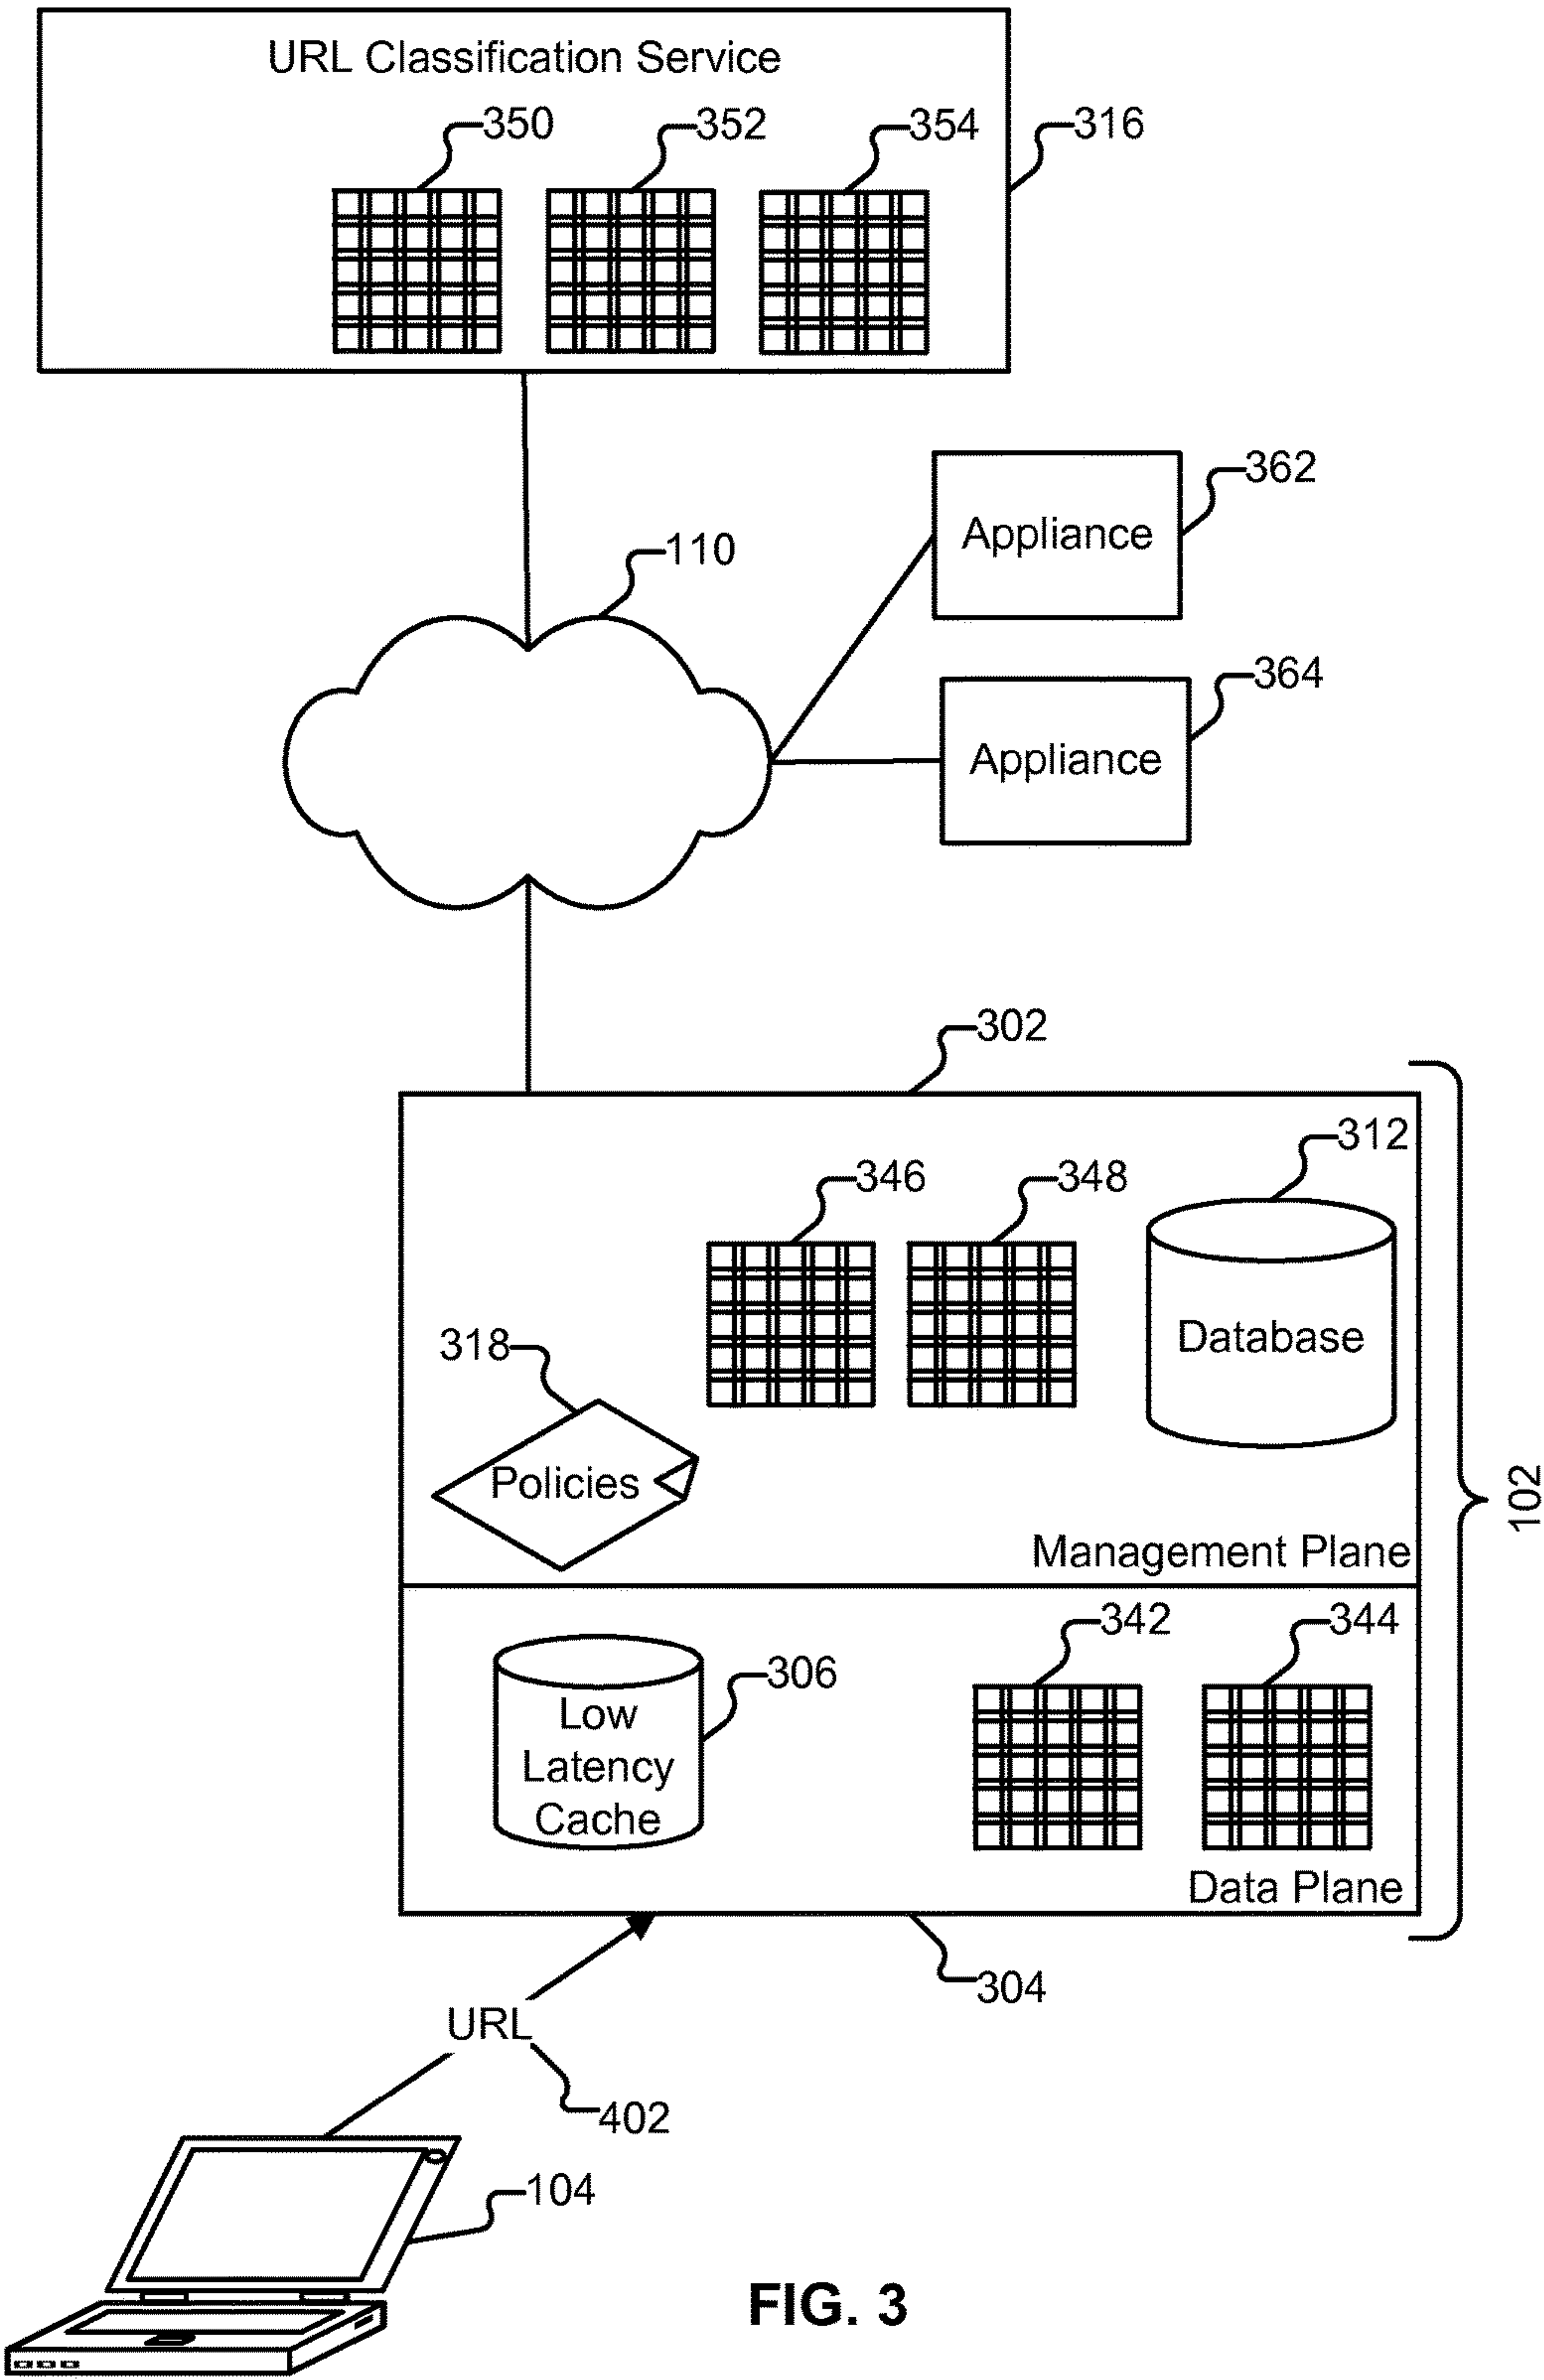 URL Classification Service
350
352
354
316
362
Appliance
110
364
Appliance
302
312
346
348
Database
318
Policies
102
Management Plane
342
344
306
Low
Latency
Cache
Data Plane
304
URL
402
104
FIG. 3